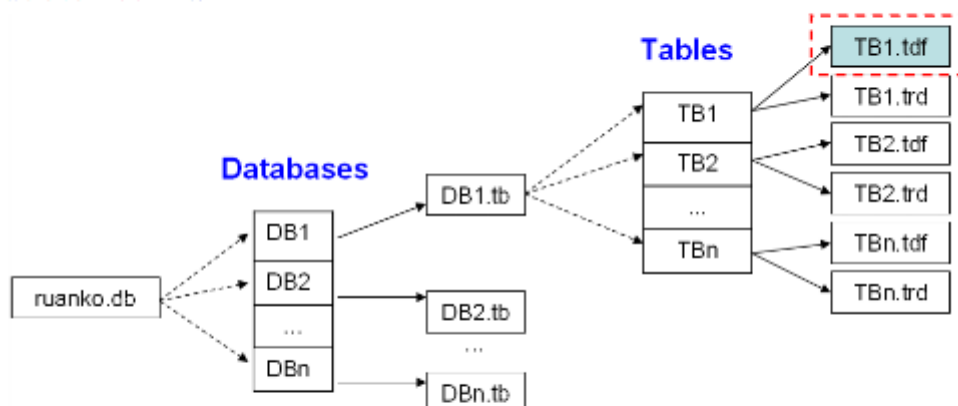 Databases
Tables
ruanko.db
DB1
DB2
...
DBn
DB1.tb
DB2.tb
...
DBn.tb
TB1
TB2
...
TBn
TB1.tdf
TB1.trd
TB2.tdf
TB2.trd
TBn.tdf
TBn.trd